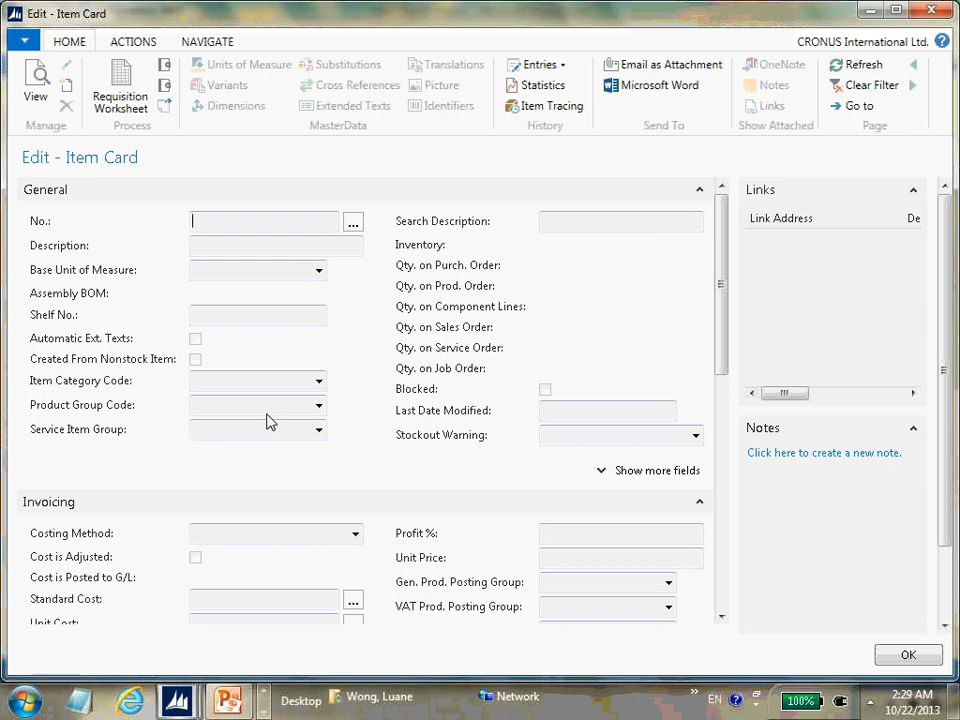 Edit - Item Card
HOME ACTIONS NAVIGATE CRONUS International Ltd.
View
Manage
Requisition Worksheet
Process
Units of Measure Substitutions Translations
Variants Cross References Picture
Dimensions Extended Texts Identifiers
MasterData
Entries
Statistics
Item Tracing
History
Email as Attachment
Microsoft Word
Send To
OneNote
Notes
Links
Show Attached
Refresh
Clear Filter
Go to
Page
Edit - Item Card
General
No.:
Description:
Base Unit of Measure:
Assembly BOM:
Shelf No.:
Automatic Ext. Texts:
Created From Nonstock Item:
Item Category Code:
Product Group Code:
Service Item Group:
Search Description:
Inventory:
Qty. on Purch. Order:
Qty. on Prod. Order:
Qty. on Component Lines:
Qty. on Sales Order:
Qty. on Service Order:
Qty. on Job Order:
Blocked:
Last Date Modified:
Stockout Warning:
Show more fields
Invoicing
Costing Method:
Cost is Adjusted:
Cost is Posted to G/L:
Standard Cost:
Unit Cost:
Profit %:
Unit Price:
Gen. Prod. Posting Group:
VAT Prod. Posting Group:
Links
Link Address De
Notes
Click here to create a new note.
OK
Desktop Wong, Luane Network » EN 100% 2:29 AM
10/22/2013